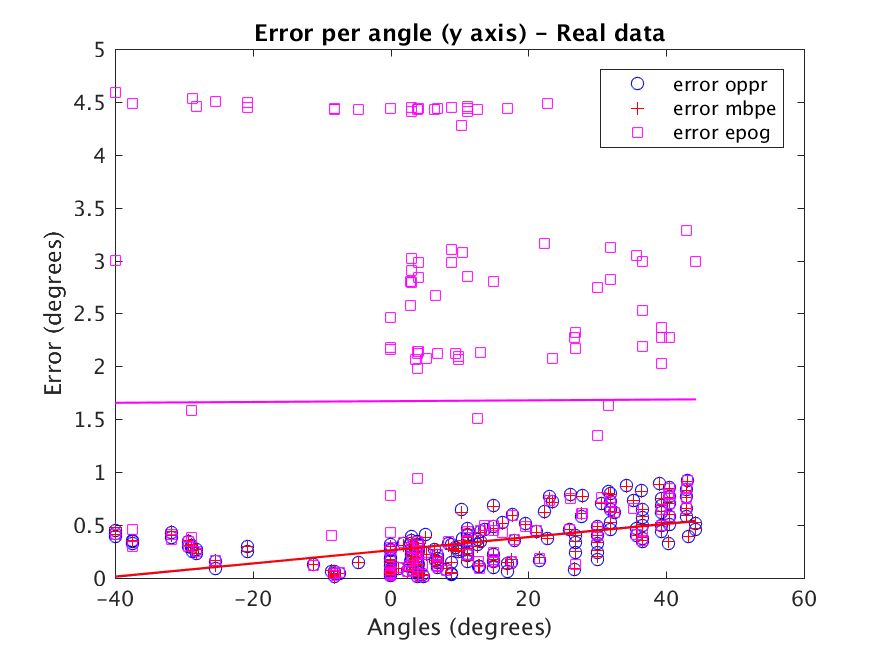 Error per angle (y axis) – Real data
error oppr
error mbpe
error epog
5
4.5
4
3.5
3
2.5
2
1.5
1
0.5
0
Error (degrees)
-40
-20
0
20
40
60
Angles (degrees)